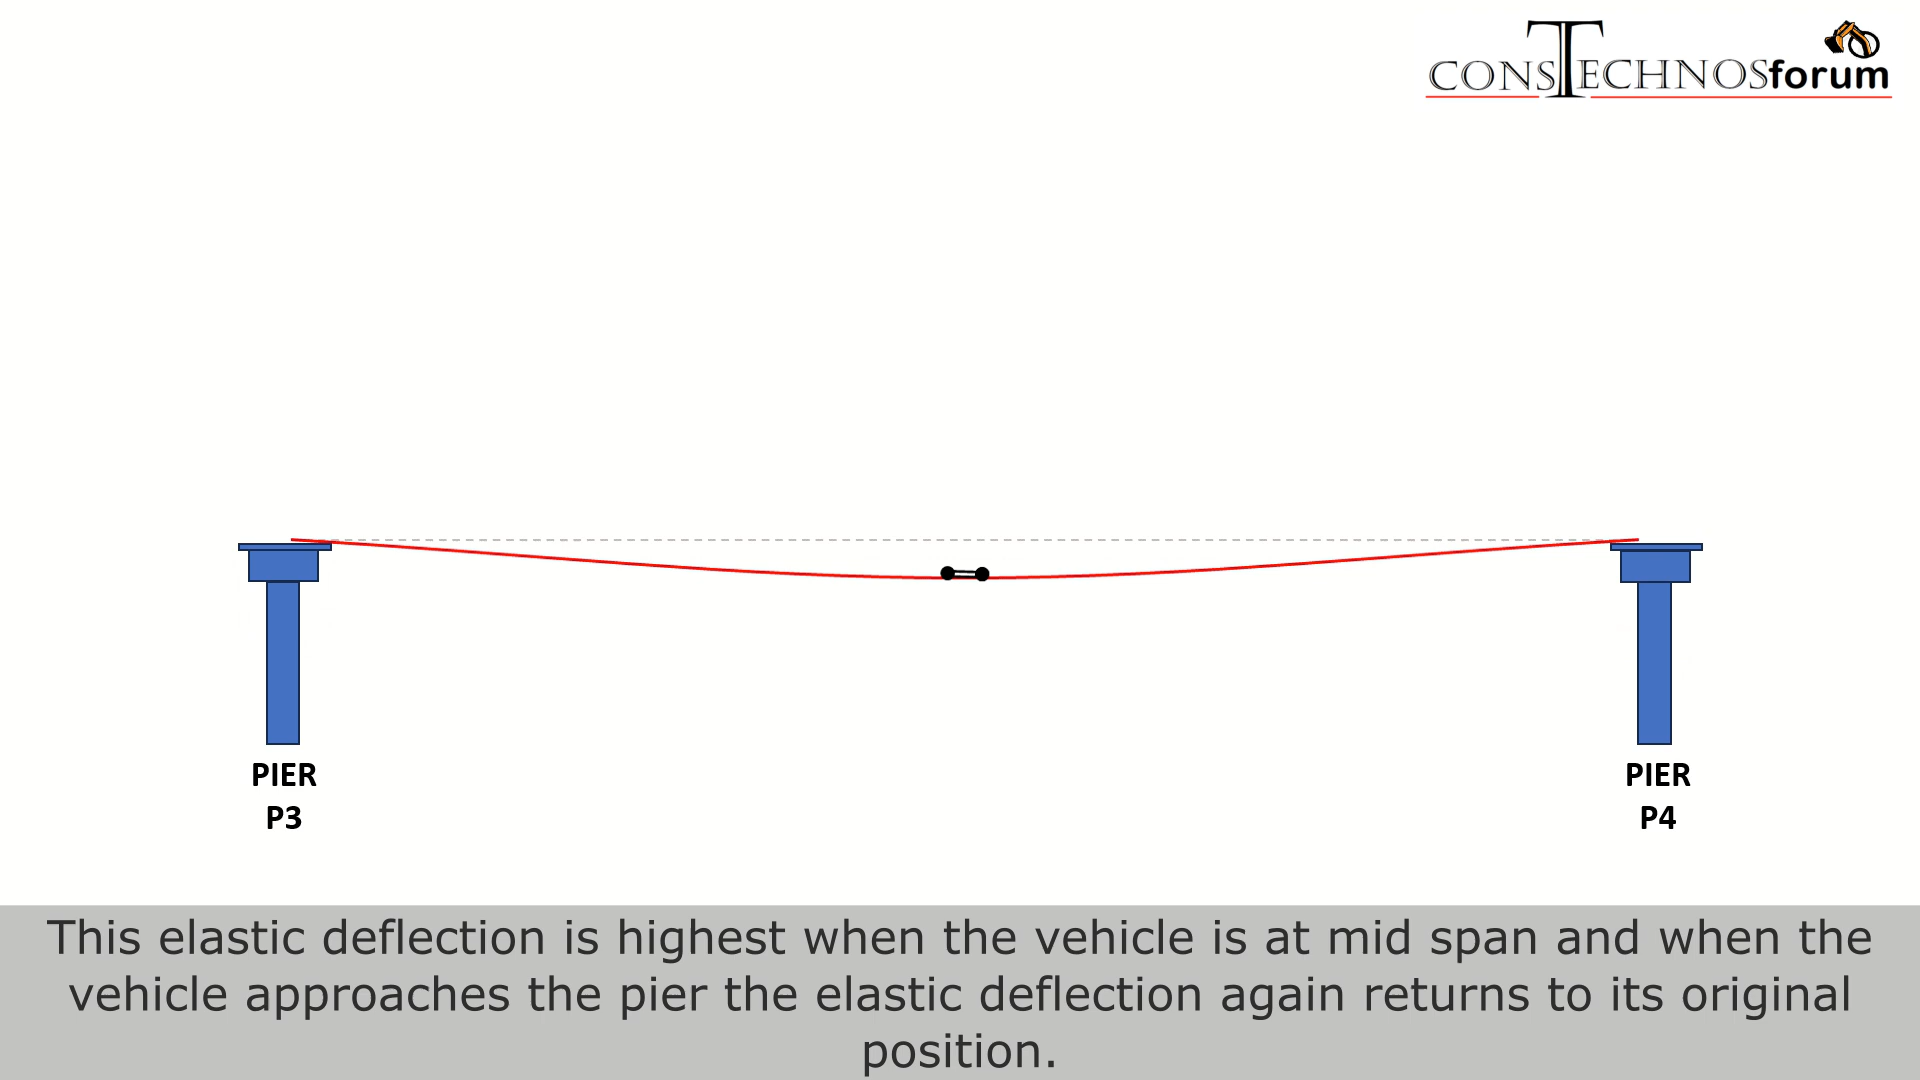 CONSTECHNOSforum
PIER
P3
PIER
P4
This elastic deflection is highest when the vehicle is at mid span and when the
vehicle approaches the pier the elastic deflection again returns to its original
position.